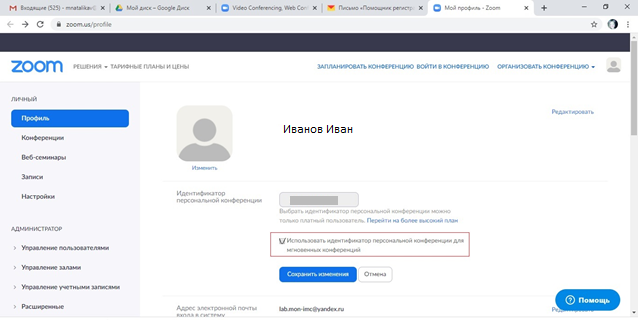 Входящие (525) - mnatalikavi
Мой диск – Google Диск
Video Conferencing, Web Conf
Письмо «Помощник регистра
Мой профиль - Zoom
zoom.us/profile
zoom
РЕШЕНИЯ
ТАРИФНЫЕ ПЛАНЫ И ЦЕНЫ
ЗАПЛАНИРОВАТЬ КОНФЕРЕНЦИЮ
ВОЙТИ В КОНФЕРЕНЦИЮ
ОРГАНИЗОВАТЬ КОНФЕРЕНЦИЮ
ЛИЧНЫЙ
Профиль
Конференции
Веб-семинары
Записи
Настройки
АДМИНИСТРАТОР
Управление пользователями
Управление залами
Управление учетными записями
Расширенные
Изменить
Иванов Иван
Редактировать
Идентификатор
персональной конференции
Выбрать идентификатор персональной конференции может
только платный пользователь. Перейти на более высокий план
Использовать идентификатор персональной конференции для
мгновенных конференций
Сохранить изменения
Отмена
Адрес электронной почты
входа в систему
lab.mon-imc@yandex.ru
Редактировать
Помощь